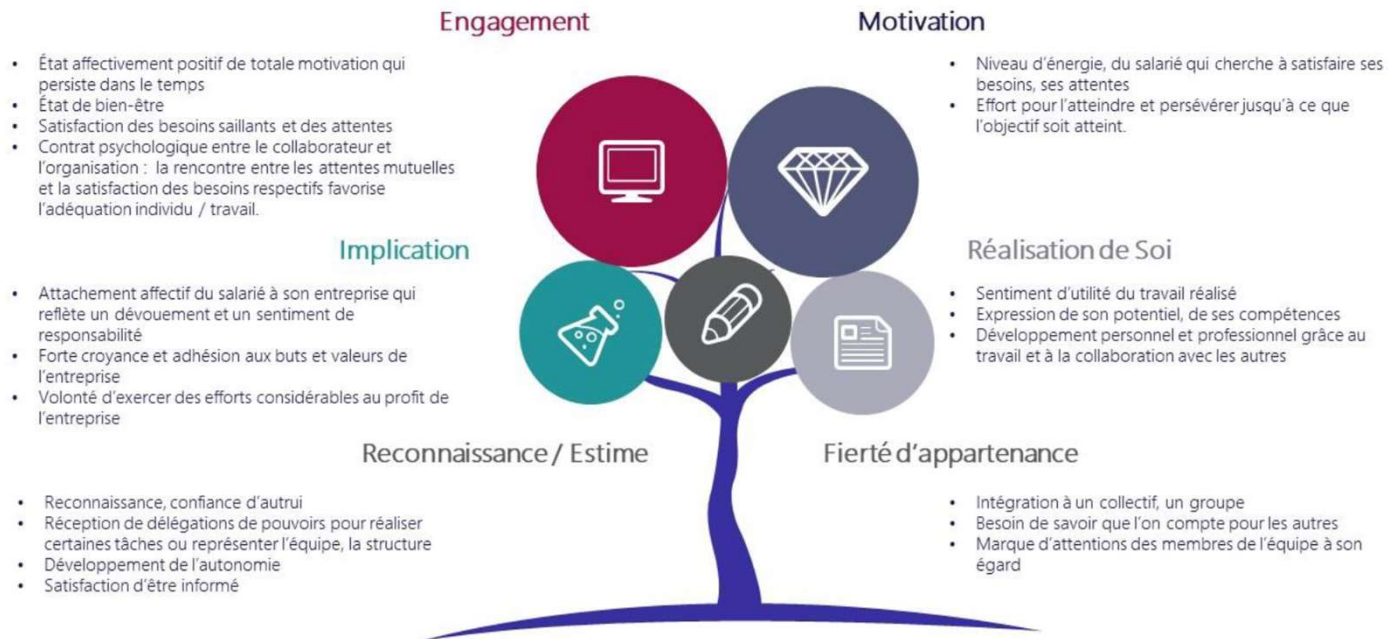 Engagement
• État affectivement positif de totale motivation qui
persiste dans le temps
• État de bien-être
• Satisfaction des besoins saillants et des attentes
• Contrat psychologique entre le collaborateur et
l'organisation : la rencontre entre les attentes mutuelles
et la satisfaction des besoins respectifs favorise
l'adéquation individu / travail.
Motivation
• Niveau d'énergie, du salarié qui cherche à satisfaire ses
besoins, ses attentes
• Effort pour l'atteindre et persévérer jusqu'à ce que
l'objectif soit atteint.
Implication
• Attachement affectif du salarié à son entreprise qui
reflète un dévouement et un sentiment de
responsabilité
• Forte croyance et adhésion aux buts et valeurs de
l'entreprise
• Volonté d'exercer des efforts considérables au profit de
l'entreprise
Réalisation de Soi
• Sentiment d'utilité du travail réalisé
• Expression de son potentiel, de ses compétences
• Développement personnel et professionnel grâce au
travail et à la collaboration avec les autres
Reconnaissance / Estime
• Reconnaissance, confiance d'autrui
• Réception de délégations de pouvoirs pour réaliser
certaines tâches ou représenter l'équipe, la structure
• Développement de l'autonomie
• Satisfaction d'être informé
Fierté d'appartenance
• Intégration à un collectif, un groupe
• Besoin de savoir que l'on compte pour les autres
• Marque d'attentions des membres de l'équipe à son
égard